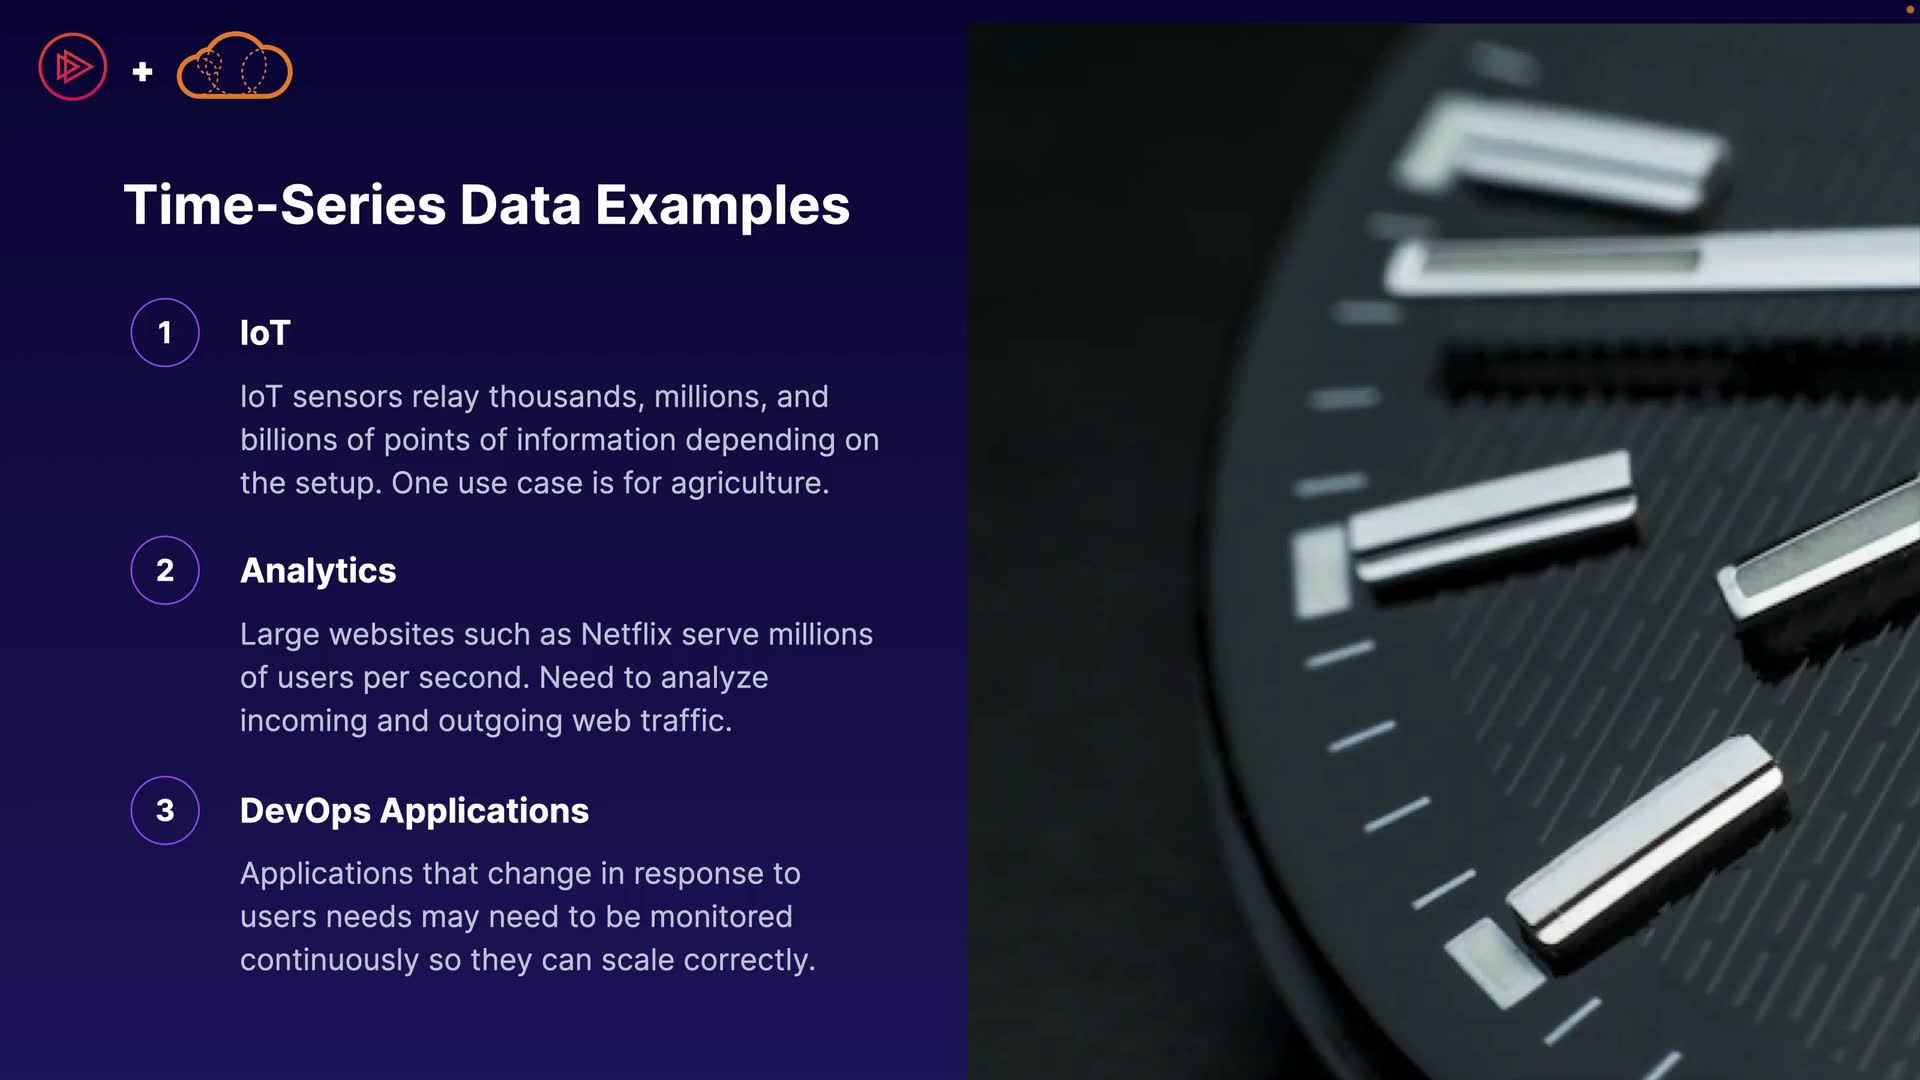 +
Time-Series Data Examples
1
IoT
IoT sensors relay thousands, millions, and
billions of points of information depending on
the setup. One use case is for agriculture.
2
Analytics
Large websites such as Netflix serve millions
of users per second. Need to analyze
incoming and outgoing web traffic.
3
DevOps Applications
Applications that change in response to
users needs may need to be monitored
continuously so they can scale correctly.